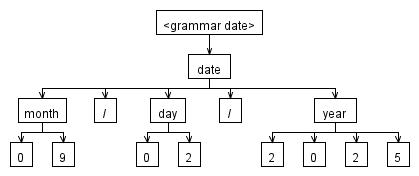 <grammar date>
date
month / day / year
0 9 0 2 2 0 2 5